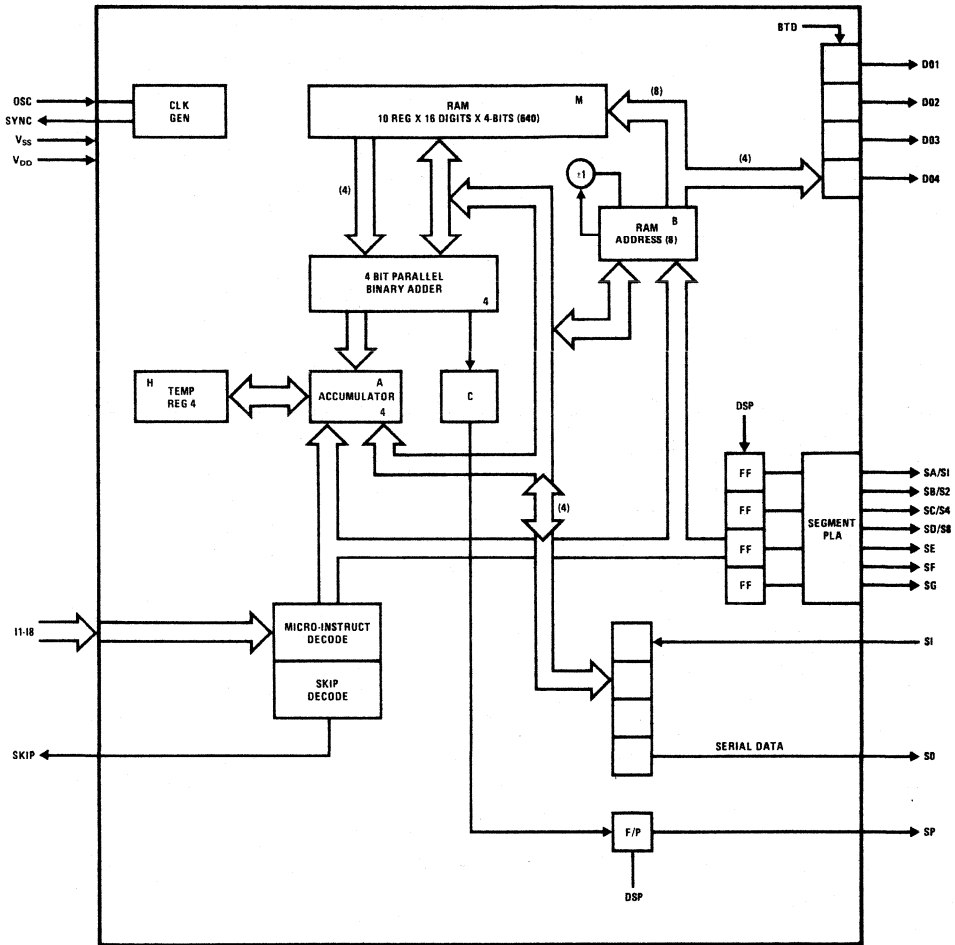 BTD
DO1
DO2
DO3
DO4
OSC
SYNC
VSS
VDD
CLK
GEN
M
RAM
10 REG X 16 DIGITS X 4-BITS (640)
(8)
(4)
(4)
±1
B
RAM
ADDRESS (8)
4 BIT PARALLEL
BINARY ADDER
4
H
TEMP
REG 4
A
ACCUMULATOR
4
C
DSP
FF
FF
FF
FF
SEGMENT
PLA
SA/S1
SB/S2
SC/S4
SD/S8
SE
SF
SG
(4)
I1-I8
MICRO-INSTRUCT
DECODE
SKIP
DECODE
SKIP
SI
SERIAL DATA
SO
F/P
SP
DSP